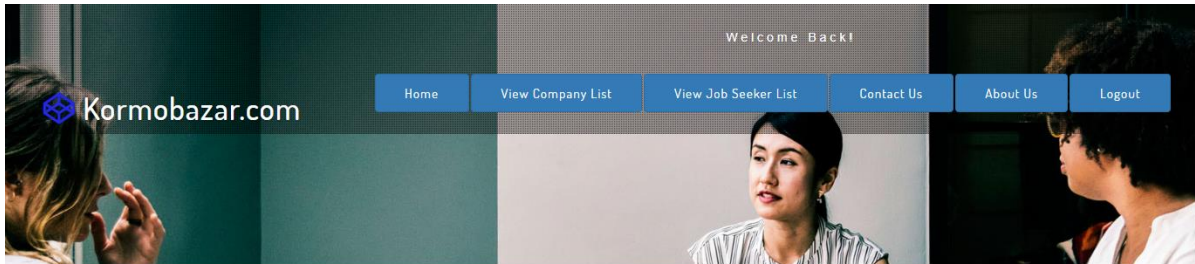 Welcome Back!
Kormobazar.com
Home View Company List View Job Seeker List Contact Us About Us Logout